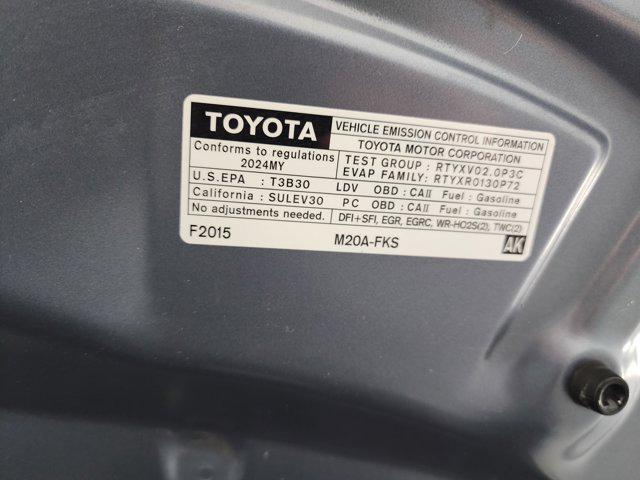 TOYOTA
VEHICLE EMISSION CONTROL INFORMATION
TOYOTA MOTOR CORPORATION
Conforms to regulations
2024MY
TEST GROUP : RTYXV02.0P3C
EVAP FAMILY: RTYXR0130P72
U.S.EPA : T3B30 LDV OBD : CAII Fuel : Gasoline
California : SULEV30 PC OBD : CAII Fuel : Gasoline
No adjustments needed. DFI+SFI, EGR, EGRC, WR-HO2S(2), TWC(2)
F2015 M20A-FKS AK